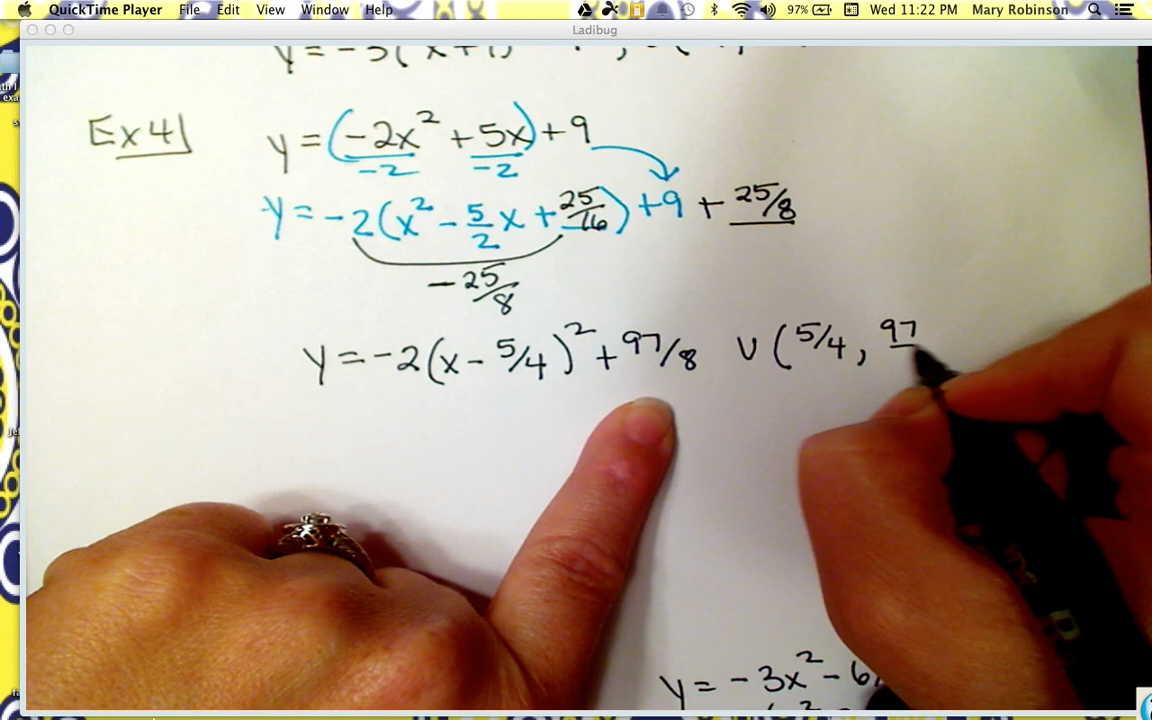 QuickTime Player File Edit View Window Help 97% Wed 11:22 PM Mary Robinson
Ladibug
Ex 4) y = (-2x² + 5x) + 9
-2 -2
y = -2(x² - 5/2 x + 25/16) + 9 + 25/8
-25/8
y = -2(x - 5/4)² + 97/8 V (5/4, 97
y = -3x² - 6